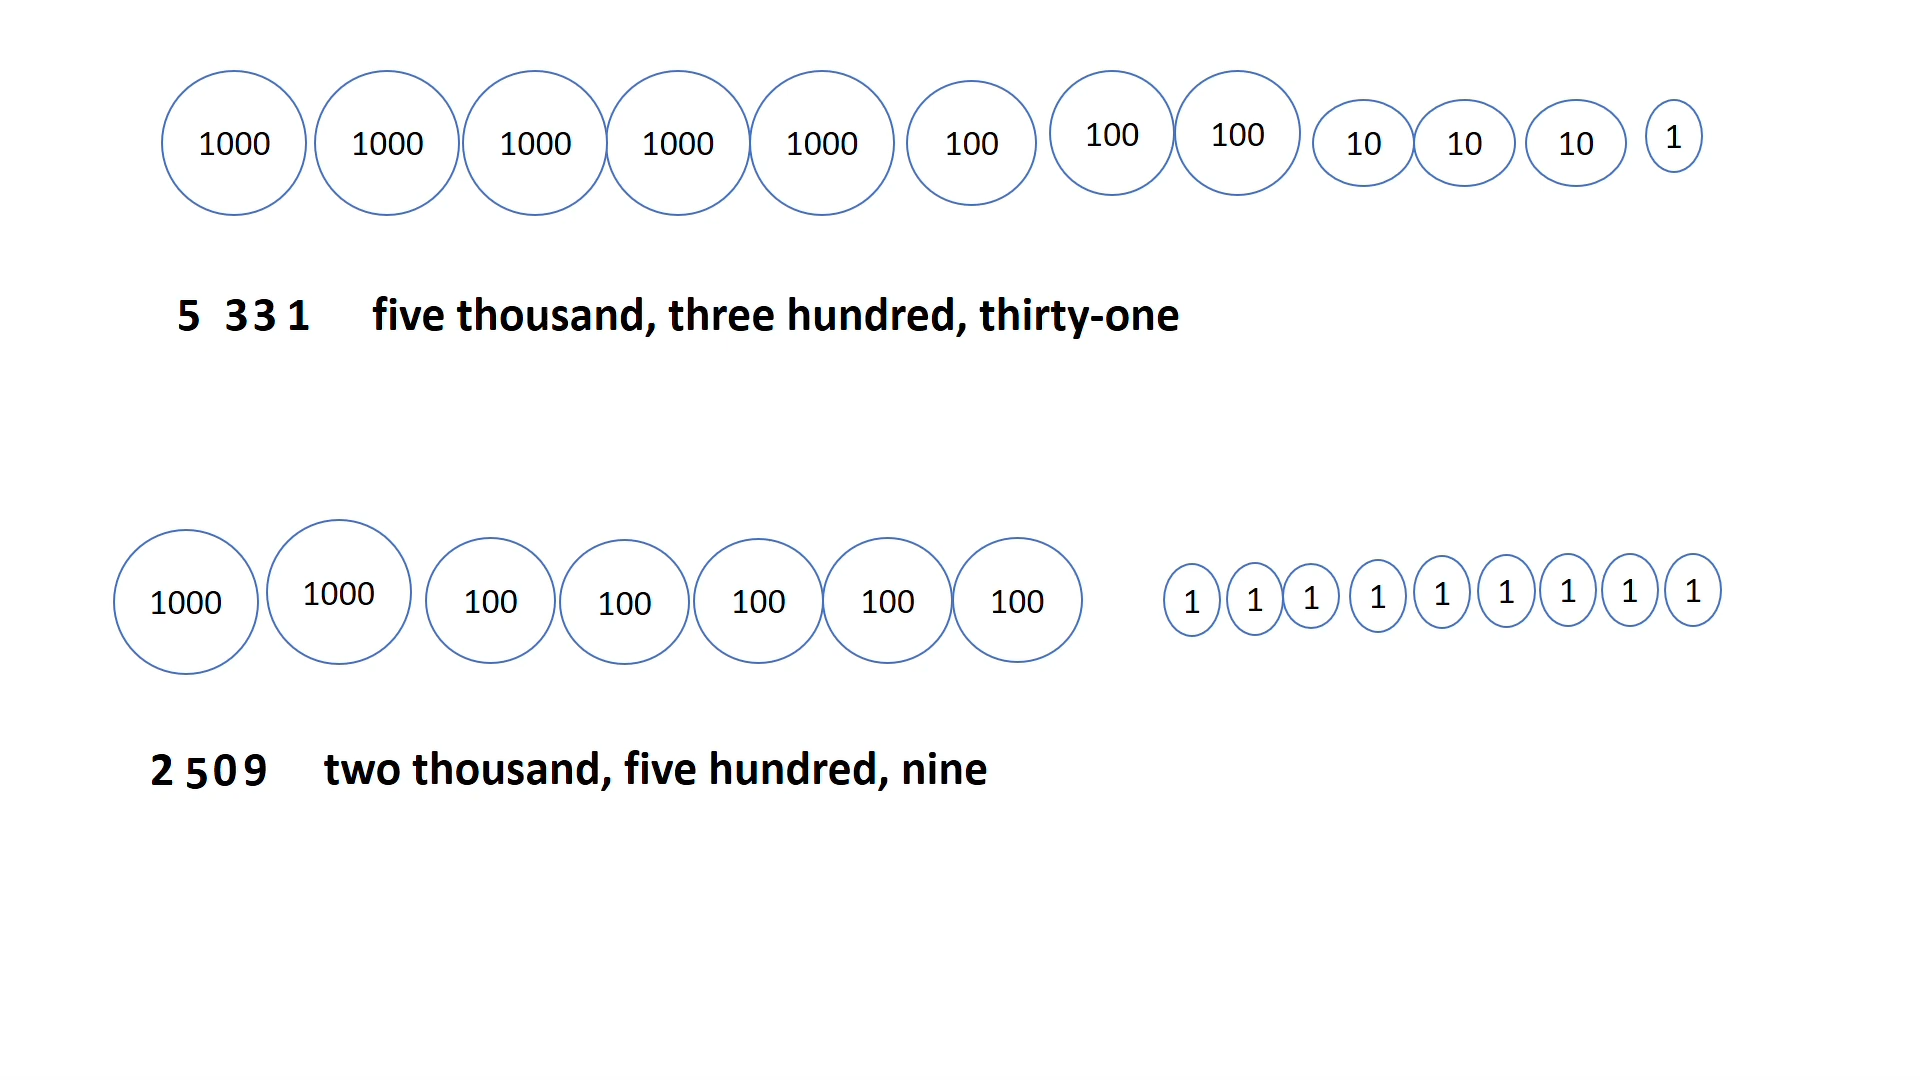 1000 1000 1000 1000 1000 100 100 100 10 10 10 1
5 331 five thousand, three hundred, thirty-one
1000 1000 100 100 100 100 100 1 1 1 1 1 1 1 1 1
2 509 two thousand, five hundred, nine